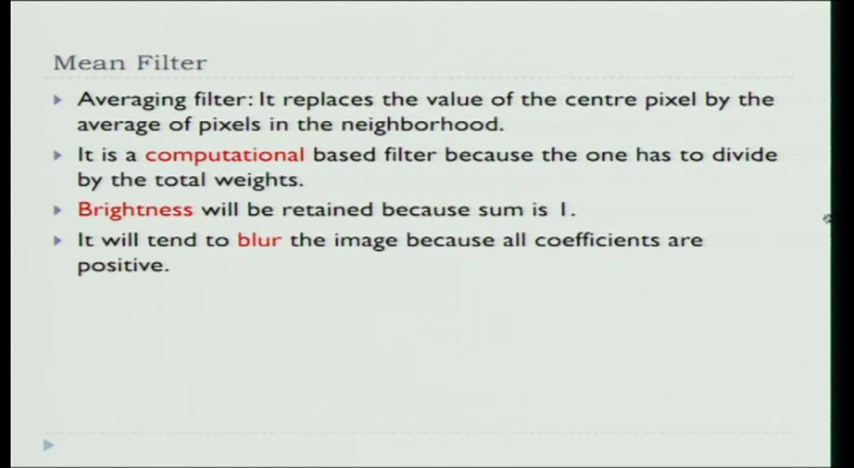 Mean Filter
Averaging filter: It replaces the value of the centre pixel by the
average of pixels in the neighborhood.
It is a computational based filter because the one has to divide
by the total weights.
Brightness will be retained because sum is 1.
It will tend to blur the image because all coefficients are
positive.